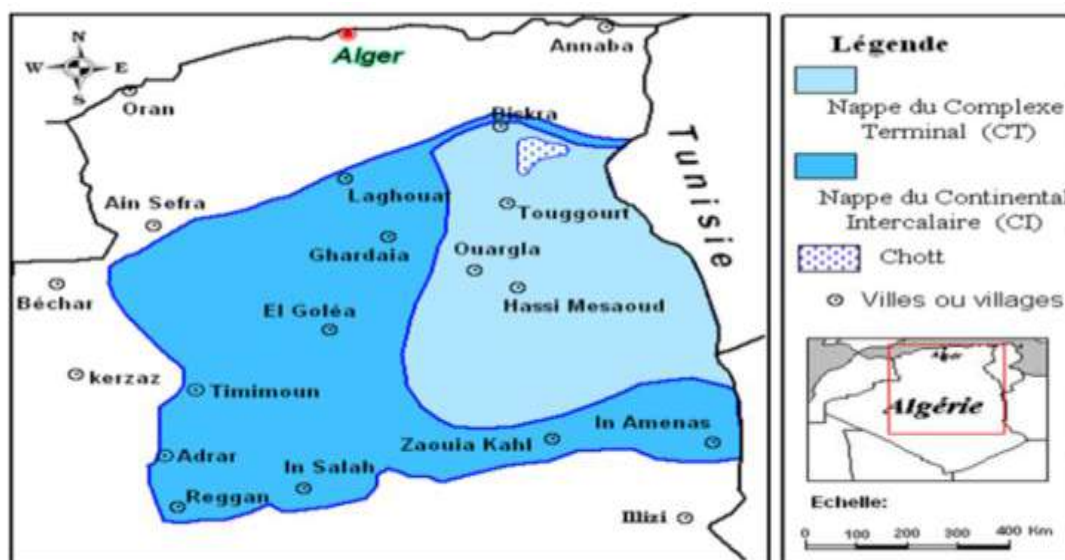 N
W E
S
Alger
Annaba
Oran
Biskra
Tunisie
Laghouat
Ain Sefra
Touggourt
Ghardaia
Ouargla
Béchar
Hassi Mesaoud
El Goléa
kerzaz
Timimoun
In Amenas
Zaouia Kahl
Adrar
In Salah
Reggan
Illizi
Légende
Nappe du Complexe
Terminal (CT)
Nappe du Continental
Intercalaire (CI)
Chott
Villes ou villages
Alger
Algérie
Echelle:
0 100 200 400 Km